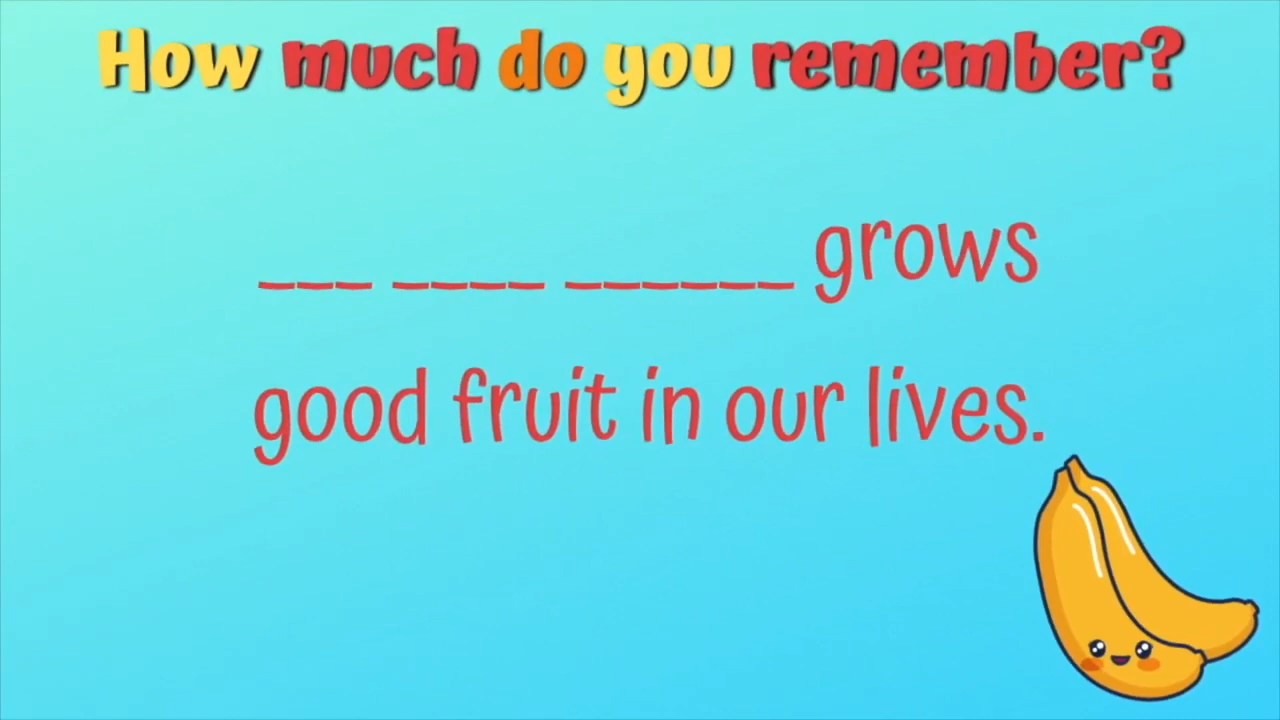 How much do you remember?
___ ____ ______ grows
good fruit in our lives.